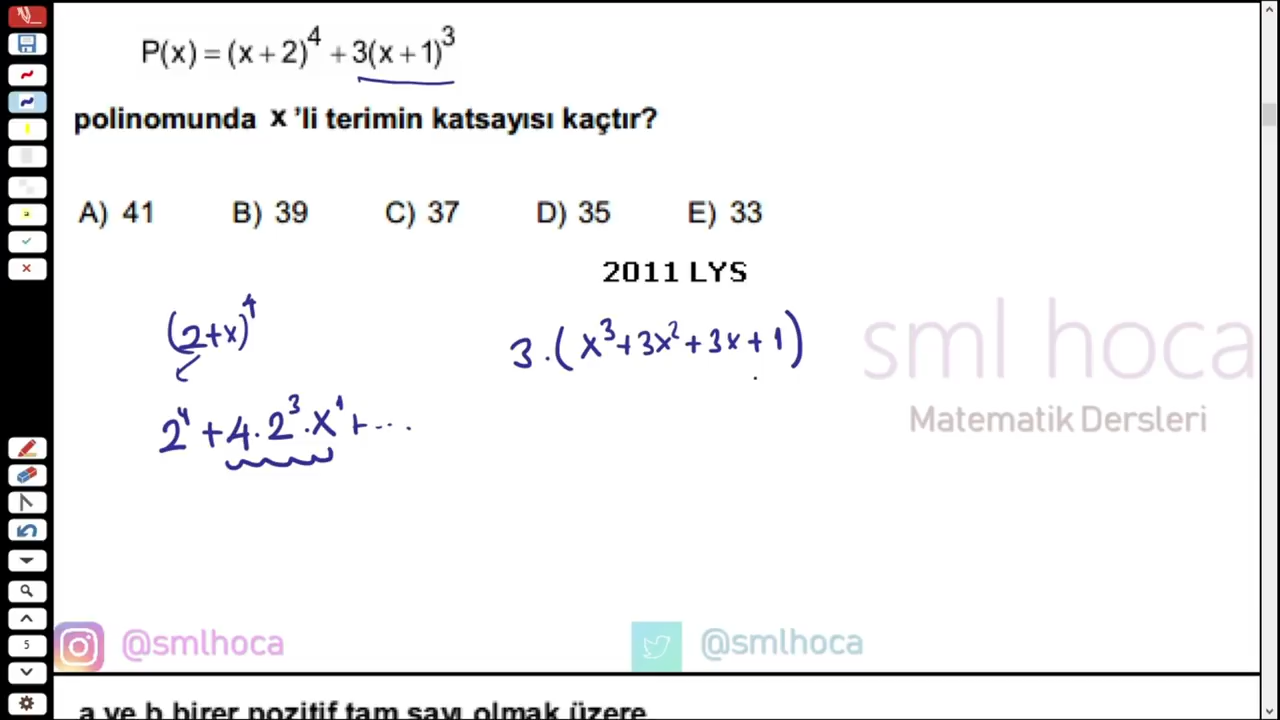 P(x) = (x + 2)⁴ + 3(x + 1)³
polinomunda x 'li terimin katsayısı kaçtır?
A) 41 B) 39 C) 37 D) 35 E) 33
2011 LYS
(2+x)⁴
3.(x³+3x²+3x+1)
2⁴+4.2³.x¹+...
sml hoca
Matematik Dersleri
@smlhoca
@smlhoca
5
a ve b birer pozitif tam sayı olmak üzere